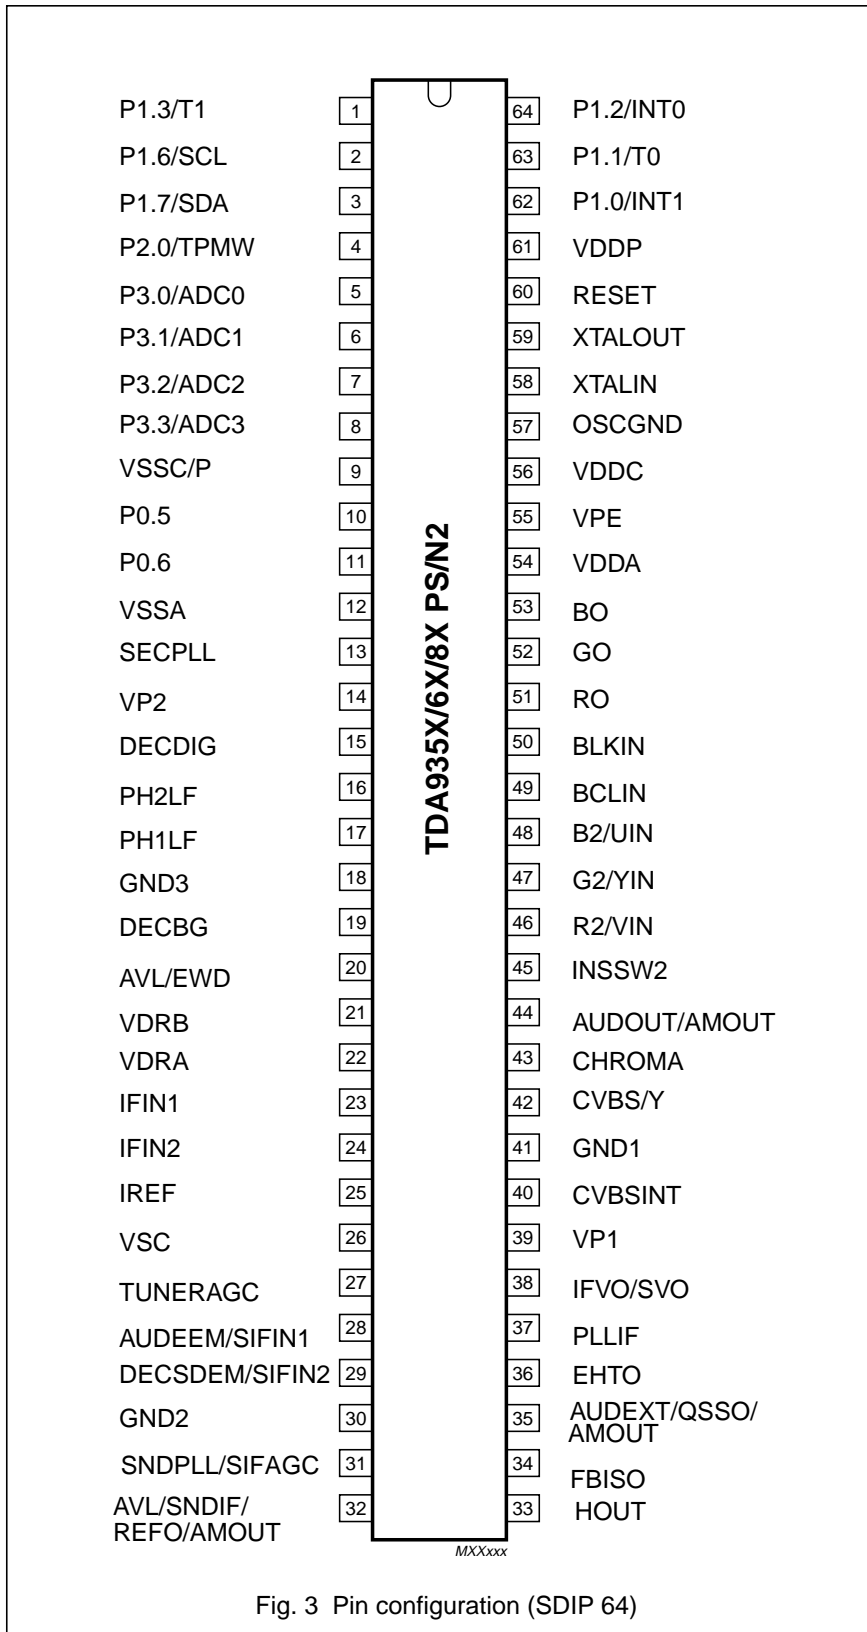 P1.3/T1 1 64 P1.2/INT0
P1.6/SCL 2 63 P1.1/T0
P1.7/SDA 3 62 P1.0/INT1
P2.0/TPMW 4 61 VDDP
P3.0/ADC0 5 60 RESET
P3.1/ADC1 6 59 XTALOUT
P3.2/ADC2 7 58 XTALIN
P3.3/ADC3 8 57 OSCGND
VSSC/P 9 56 VDDC
P0.5 10 55 VPE
P0.6 11 54 VDDA
VSSA 12 53 BO
SECPLL 13 52 GO
VP2 14 51 RO
DECDIG 15 50 BLKIN
PH2LF 16 49 BCLIN
PH1LF 17 48 B2/UIN
GND3 18 47 G2/YIN
DECBG 19 46 R2/VIN
AVL/EWD 20 45 INSSW2
VDRB 21 44 AUDOUT/AMOUT
VDRA 22 43 CHROMA
IFIN1 23 42 CVBS/Y
IFIN2 24 41 GND1
IREF 25 40 CVBSINT
VSC 26 39 VP1
TUNERAGC 27 38 IFVO/SVO
AUDEEM/SIFIN1 28 37 PLLIF
DECSDEM/SIFIN2 29 36 EHTO
GND2 30 35 AUDEXT/QSSO/
AMOUT
SNDPLL/SIFAGC 31 34 FBISO
AVL/SNDIF/ 32 33 HOUT
REFO/AMOUT
TDA935X/6X/8X PS/N2
MXXxxx
Fig. 3 Pin configuration (SDIP 64)